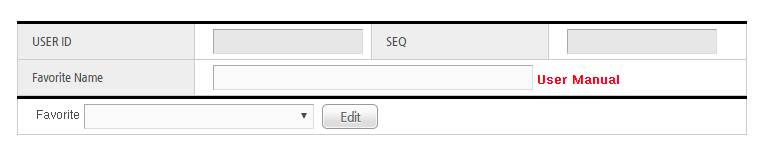 USER ID SEQ
Favorite Name User Manual
Favorite Edit